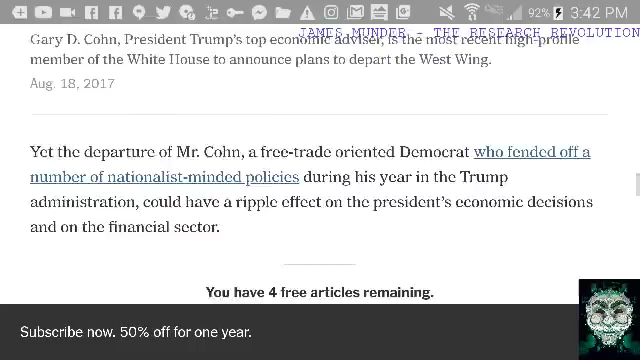 92% 3:42 PM
JAMES MUNDER - THE RESEARCH REVOLUTION
Gary D. Cohn, President Trump's top economic adviser, is the most recent high-profile
member of the White House to announce plans to depart the West Wing.
Aug. 18, 2017
Yet the departure of Mr. Cohn, a free-trade oriented Democrat who fended off a
number of nationalist-minded policies during his year in the Trump
administration, could have a ripple effect on the president's economic decisions
and on the financial sector.
You have 4 free articles remaining.
Subscribe now. 50% off for one year.